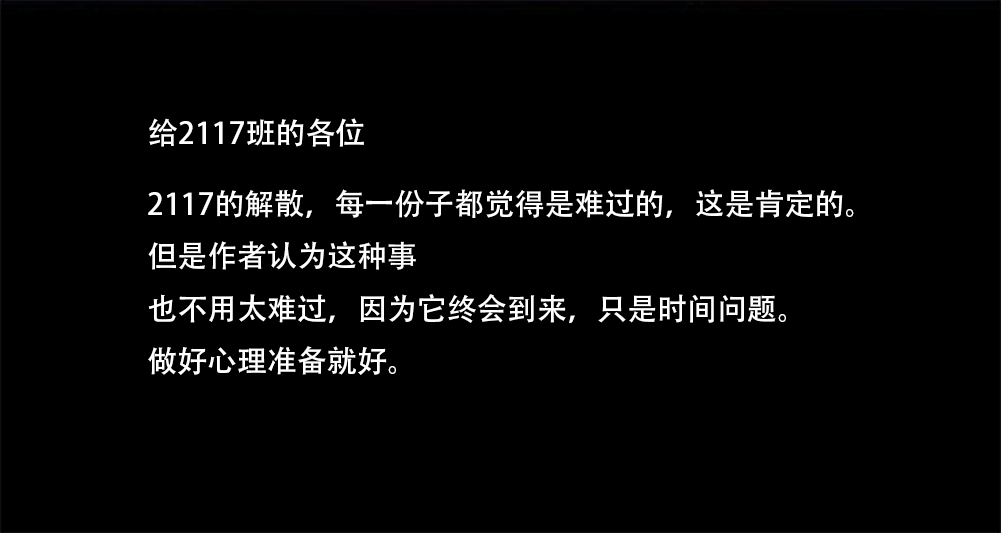 给2117班的各位
2117的解散，每一份子都觉得是难过的，这是肯定的。
但是作者认为这种事
也不用太难过，因为它终会到来，只是时间问题。
做好心理准备就好。